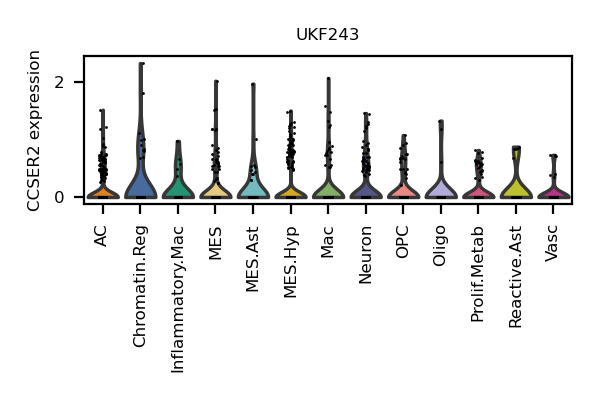 UKF243
CCSER2 expression
2
0
AC
Chromatin.Reg
Inflammatory.Mac
MES
MES.Ast
MES.Hyp
Mac
Neuron
OPC
Oligo
Prolif.Metab
Reactive.Ast
Vasc